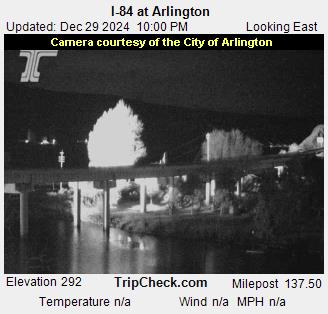 I-84 at Arlington
Updated: Dec 29 2024 10:00 PM Looking East
Camera courtesy of the City of Arlington
Elevation 292 TripCheck.com Milepost 137.50
Temperature n/a Wind n/a MPH n/a